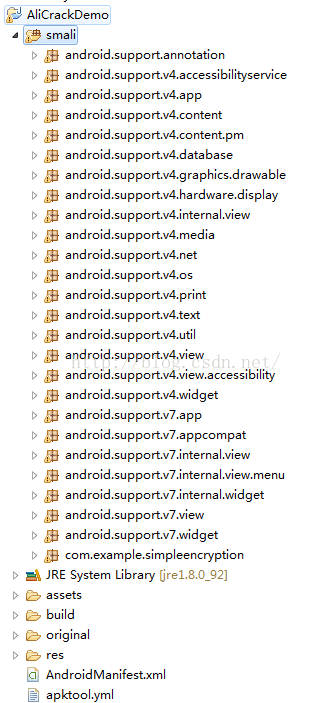 AliCrackDemo
smali
android.support.annotation
android.support.v4.accessibilityservice
android.support.v4.app
android.support.v4.content
android.support.v4.content.pm
android.support.v4.database
android.support.v4.graphics.drawable
android.support.v4.hardware.display
android.support.v4.internal.view
android.support.v4.media
android.support.v4.net
android.support.v4.os
android.support.v4.print
android.support.v4.text
android.support.v4.util
android.support.v4.view
http://blog.csdn.net/
android.support.v4.view.accessibility
android.support.v4.widget
android.support.v7.app
android.support.v7.appcompat
android.support.v7.internal.view
android.support.v7.internal.view.menu
android.support.v7.internal.widget
android.support.v7.view
android.support.v7.widget
com.example.simpleencryption
JRE System Library [jre1.8.0_92]
assets
build
original
res
AndroidManifest.xml
apktool.yml